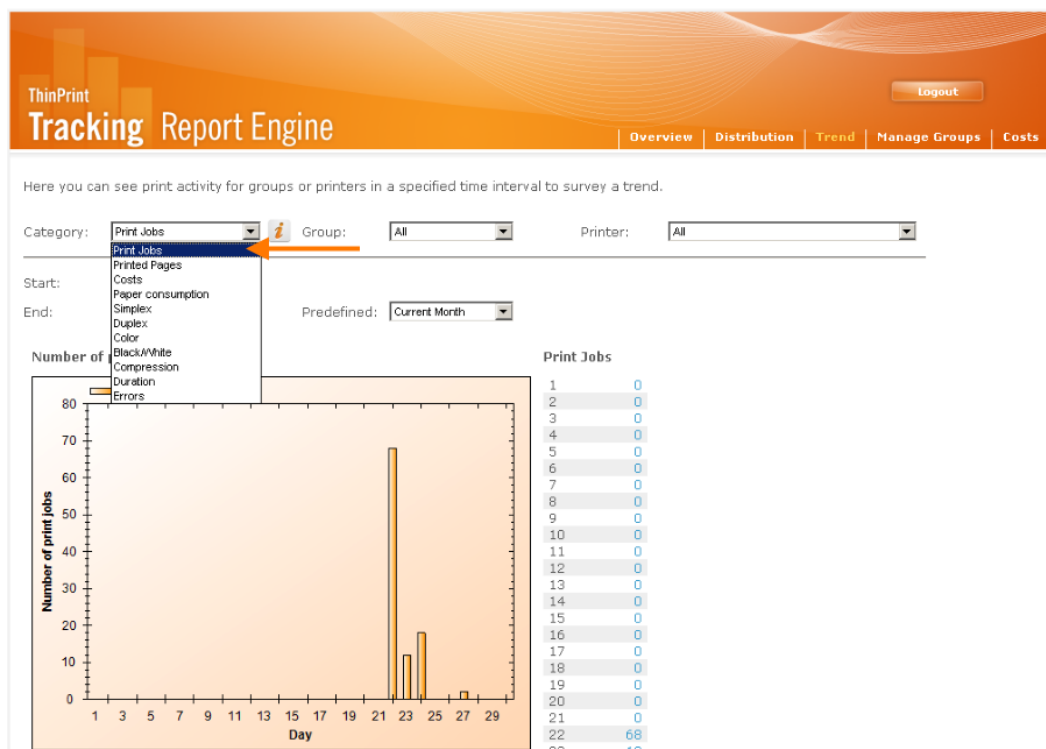 ThinPrint
Tracking Report Engine
Logout
Overview Distribution Trend Manage Groups Costs
Here you can see print activity for groups or printers in a specified time interval to survey a trend.
Category: Print Jobs i Group: All Printer: All
Print Jobs
Printed Pages
Costs
Paper consumption
Simplex
Duplex
Color
Black/White
Compression
Duration
Errors
Start:
End: Predefined: Current Month
Number of
80
70
60
50
40
30
20
10
0
Number of print jobs
1 3 5 7 9 11 13 15 17 19 21 23 25 27 29
Day
Print Jobs
1 0
2 0
3 0
4 0
5 0
6 0
7 0
8 0
9 0
10 0
11 0
12 0
13 0
14 0
15 0
16 0
17 0
18 0
19 0
20 0
21 0
22 68